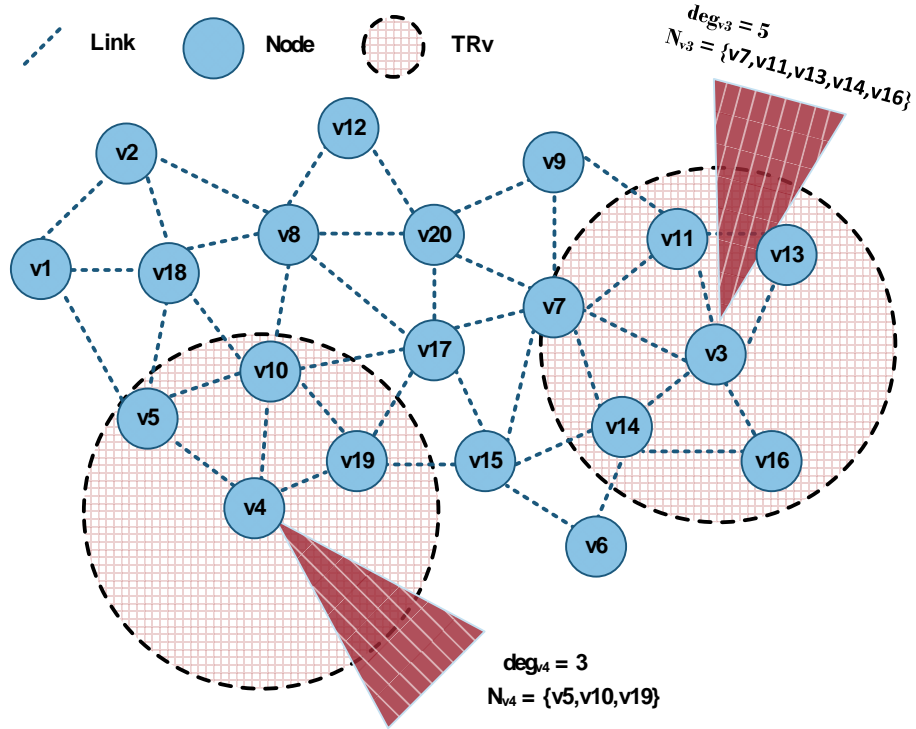 Link
Node
TRv
deg_v3 = 5
N_v3 = {v7,v11,v13,v14,v16}
v12
v2
v9
v8
v20
v11
v13
v1
v18
v7
v17
v3
v10
v5
v14
v19
v15
v16
v4
v6
deg_v4 = 3
N_v4 = {v5,v10,v19}